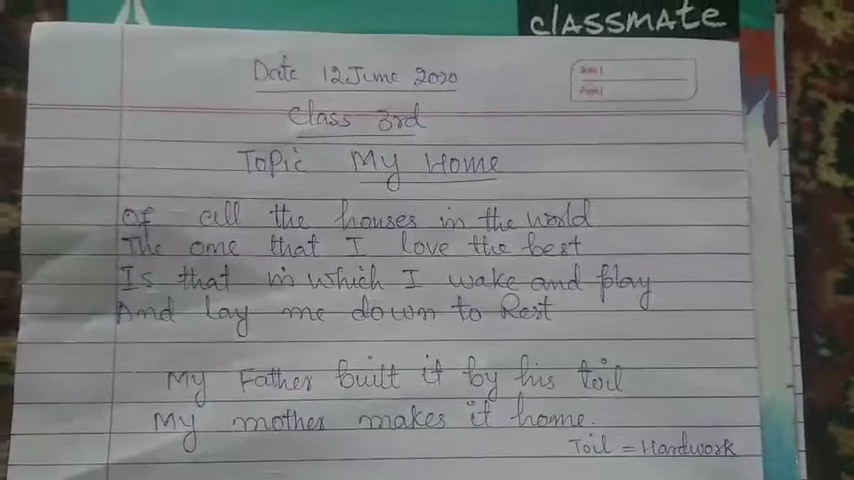 classmate
Date 12 June 2020
Date |
Page |
Class 3rd
Topic My Home
Of all the houses in the world
The one that I love the best
Is that in which I wake and play
And lay me down to Rest
My Father built it by his toil
My mother makes it home.
Toil = Hardwork